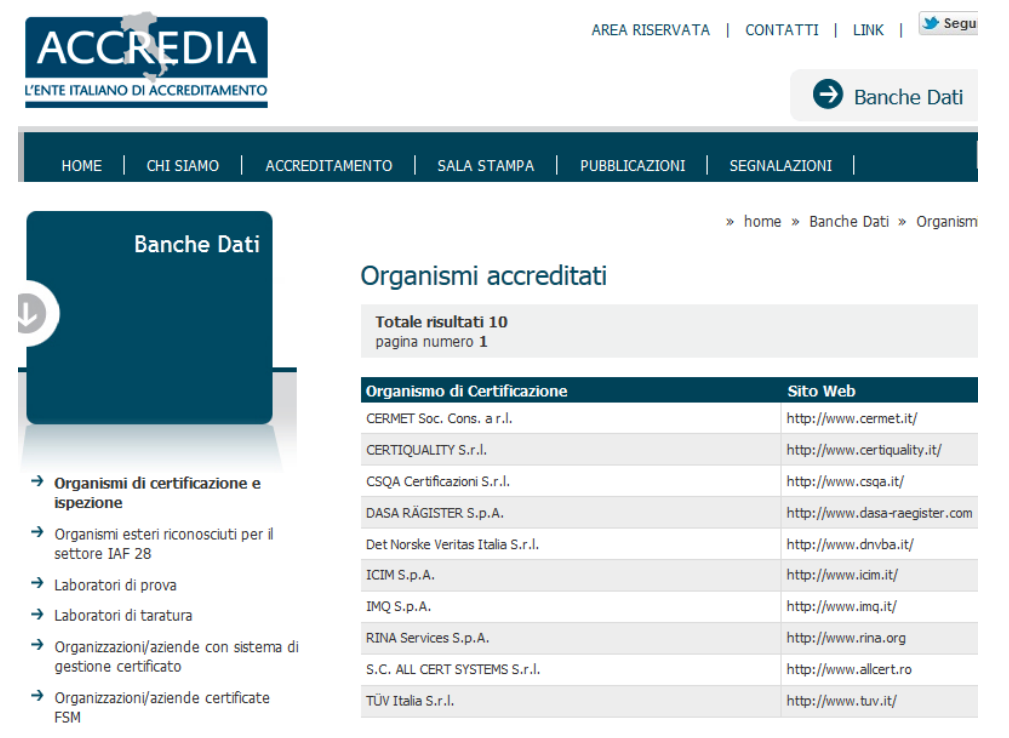 ACCREDIA
L'ENTE ITALIANO DI ACCREDITAMENTO
AREA RISERVATA | CONTATTI | LINK | Segu
Banche Dati
HOME | CHI SIAMO | ACCREDITAMENTO | SALA STAMPA | PUBBLICAZIONI | SEGNALAZIONI |
» home » Banche Dati » Organism
Banche Dati
Organismi di certificazione e
ispezione
Organismi esteri riconosciuti per il
settore IAF 28
Laboratori di prova
Laboratori di taratura
Organizzazioni/aziende con sistema di
gestione certificato
Organizzazioni/aziende certificate
FSM
Organismi accreditati
Totale risultati 10
pagina numero 1
Organismo di Certificazione Sito Web
CERMET Soc. Cons. a r.l. http://www.cermet.it/
CERTIQUALITY S.r.l. http://www.certiquality.it/
CSQA Certificazioni S.r.l. http://www.csqa.it/
DASA RÄGISTER S.p.A. http://www.dasa-raegister.com
Det Norske Veritas Italia S.r.l. http://www.dnvba.it/
ICIM S.p.A. http://www.icim.it/
IMQ S.p.A. http://www.imq.it/
RINA Services S.p.A. http://www.rina.org
S.C. ALL CERT SYSTEMS S.r.l. http://www.allcert.ro
TÜV Italia S.r.l. http://www.tuv.it/